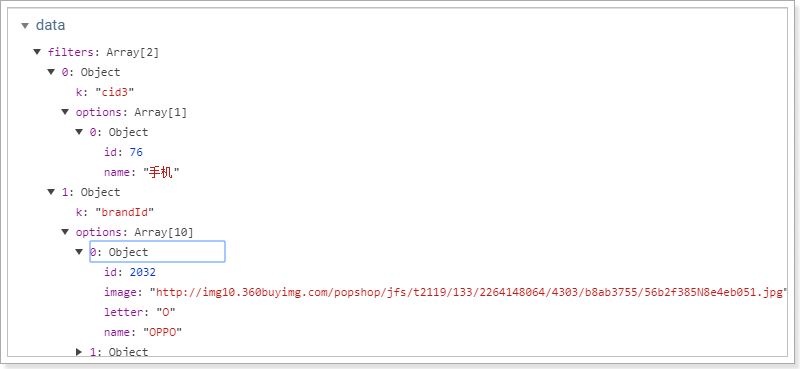 data
filters: Array[2]
0: Object
k: "cid3"
options: Array[1]
0: Object
id: 76
name: "手机"
1: Object
k: "brandId"
options: Array[10]
0: Object
id: 2032
image: "http://img10.360buyimg.com/popshop/jfs/t2119/133/2264148064/4303/b8ab3755/56b2f385N8e4eb051.jpg"
letter: "O"
name: "OPPO"
1: Object